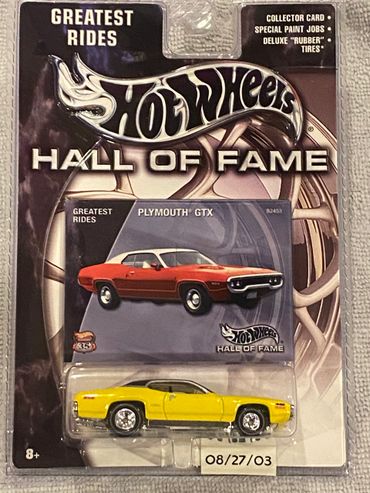 GREATEST
RIDES
COLLECTOR CARD •
SPECIAL PAINT JOBS •
DELUXE "RUBBER" •
TIRES"
Hot Wheels
®
HALL OF FAME
GREATEST
RIDES
PLYMOUTH® GTX
B2453
35
Hot Wheels
HALL OF FAME
8+
08/27/03